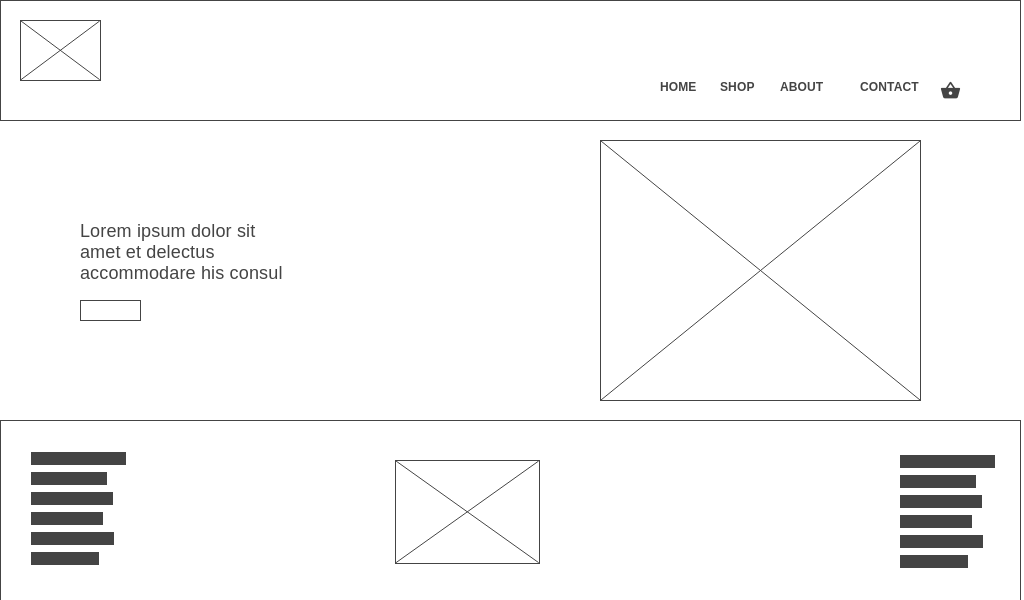 HOME SHOP ABOUT CONTACT
Lorem ipsum dolor sit
amet et delectus
accommodare his consul